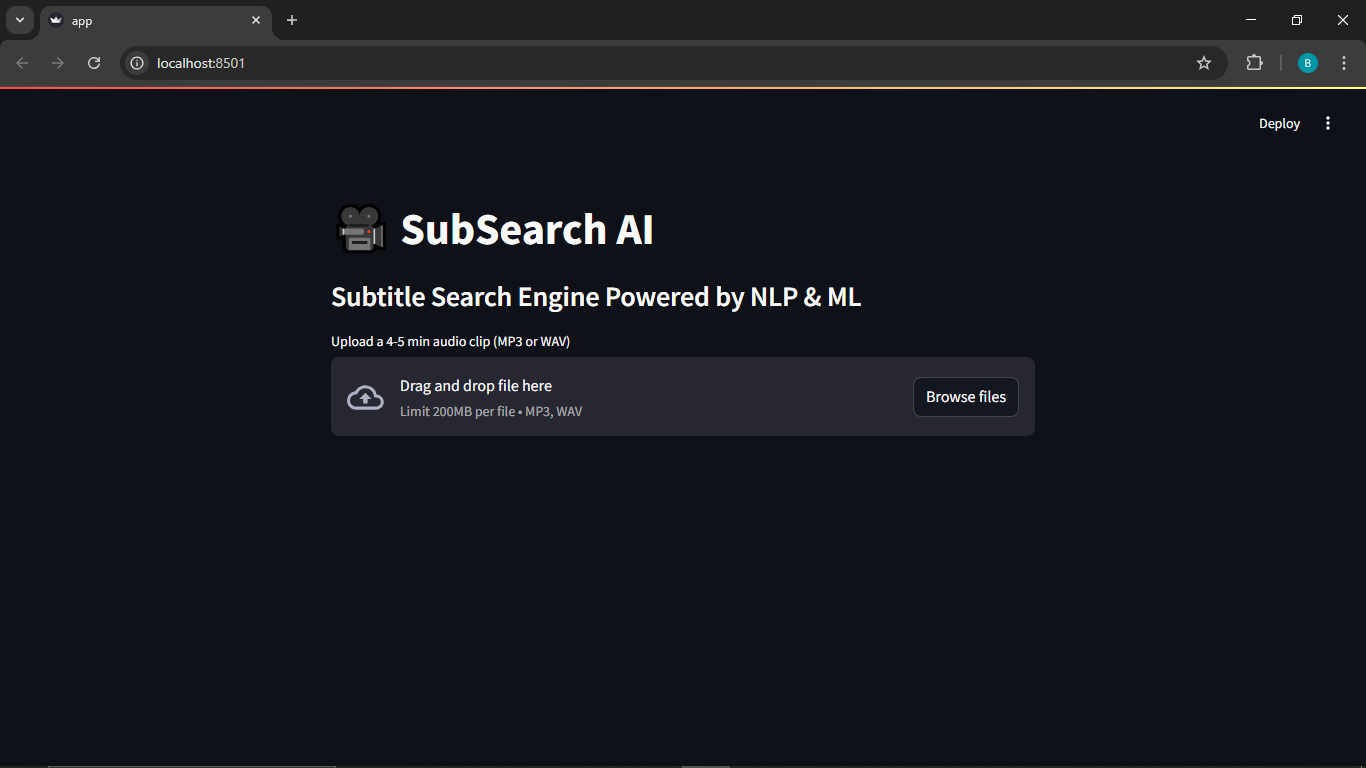 app
localhost:8501
B
Deploy
SubSearch AI
Subtitle Search Engine Powered by NLP & ML
Upload a 4-5 min audio clip (MP3 or WAV)
Drag and drop file here
Limit 200MB per file • MP3, WAV
Browse files